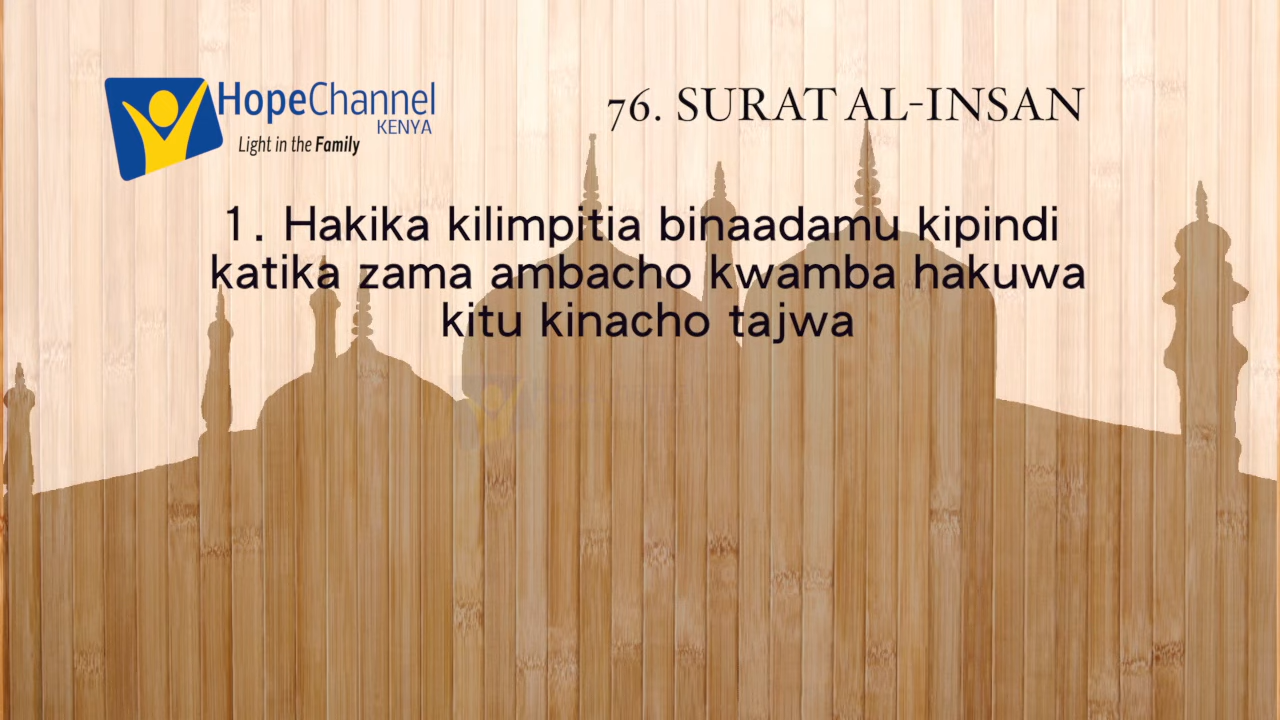 HopeChannel
KENYA
Light in the Family
76. SURAT AL-INSAN
1. Hakika kilimpitia binaadamu kipindi
katika zama ambacho kwamba hakuwa
kitu kinacho tajwa